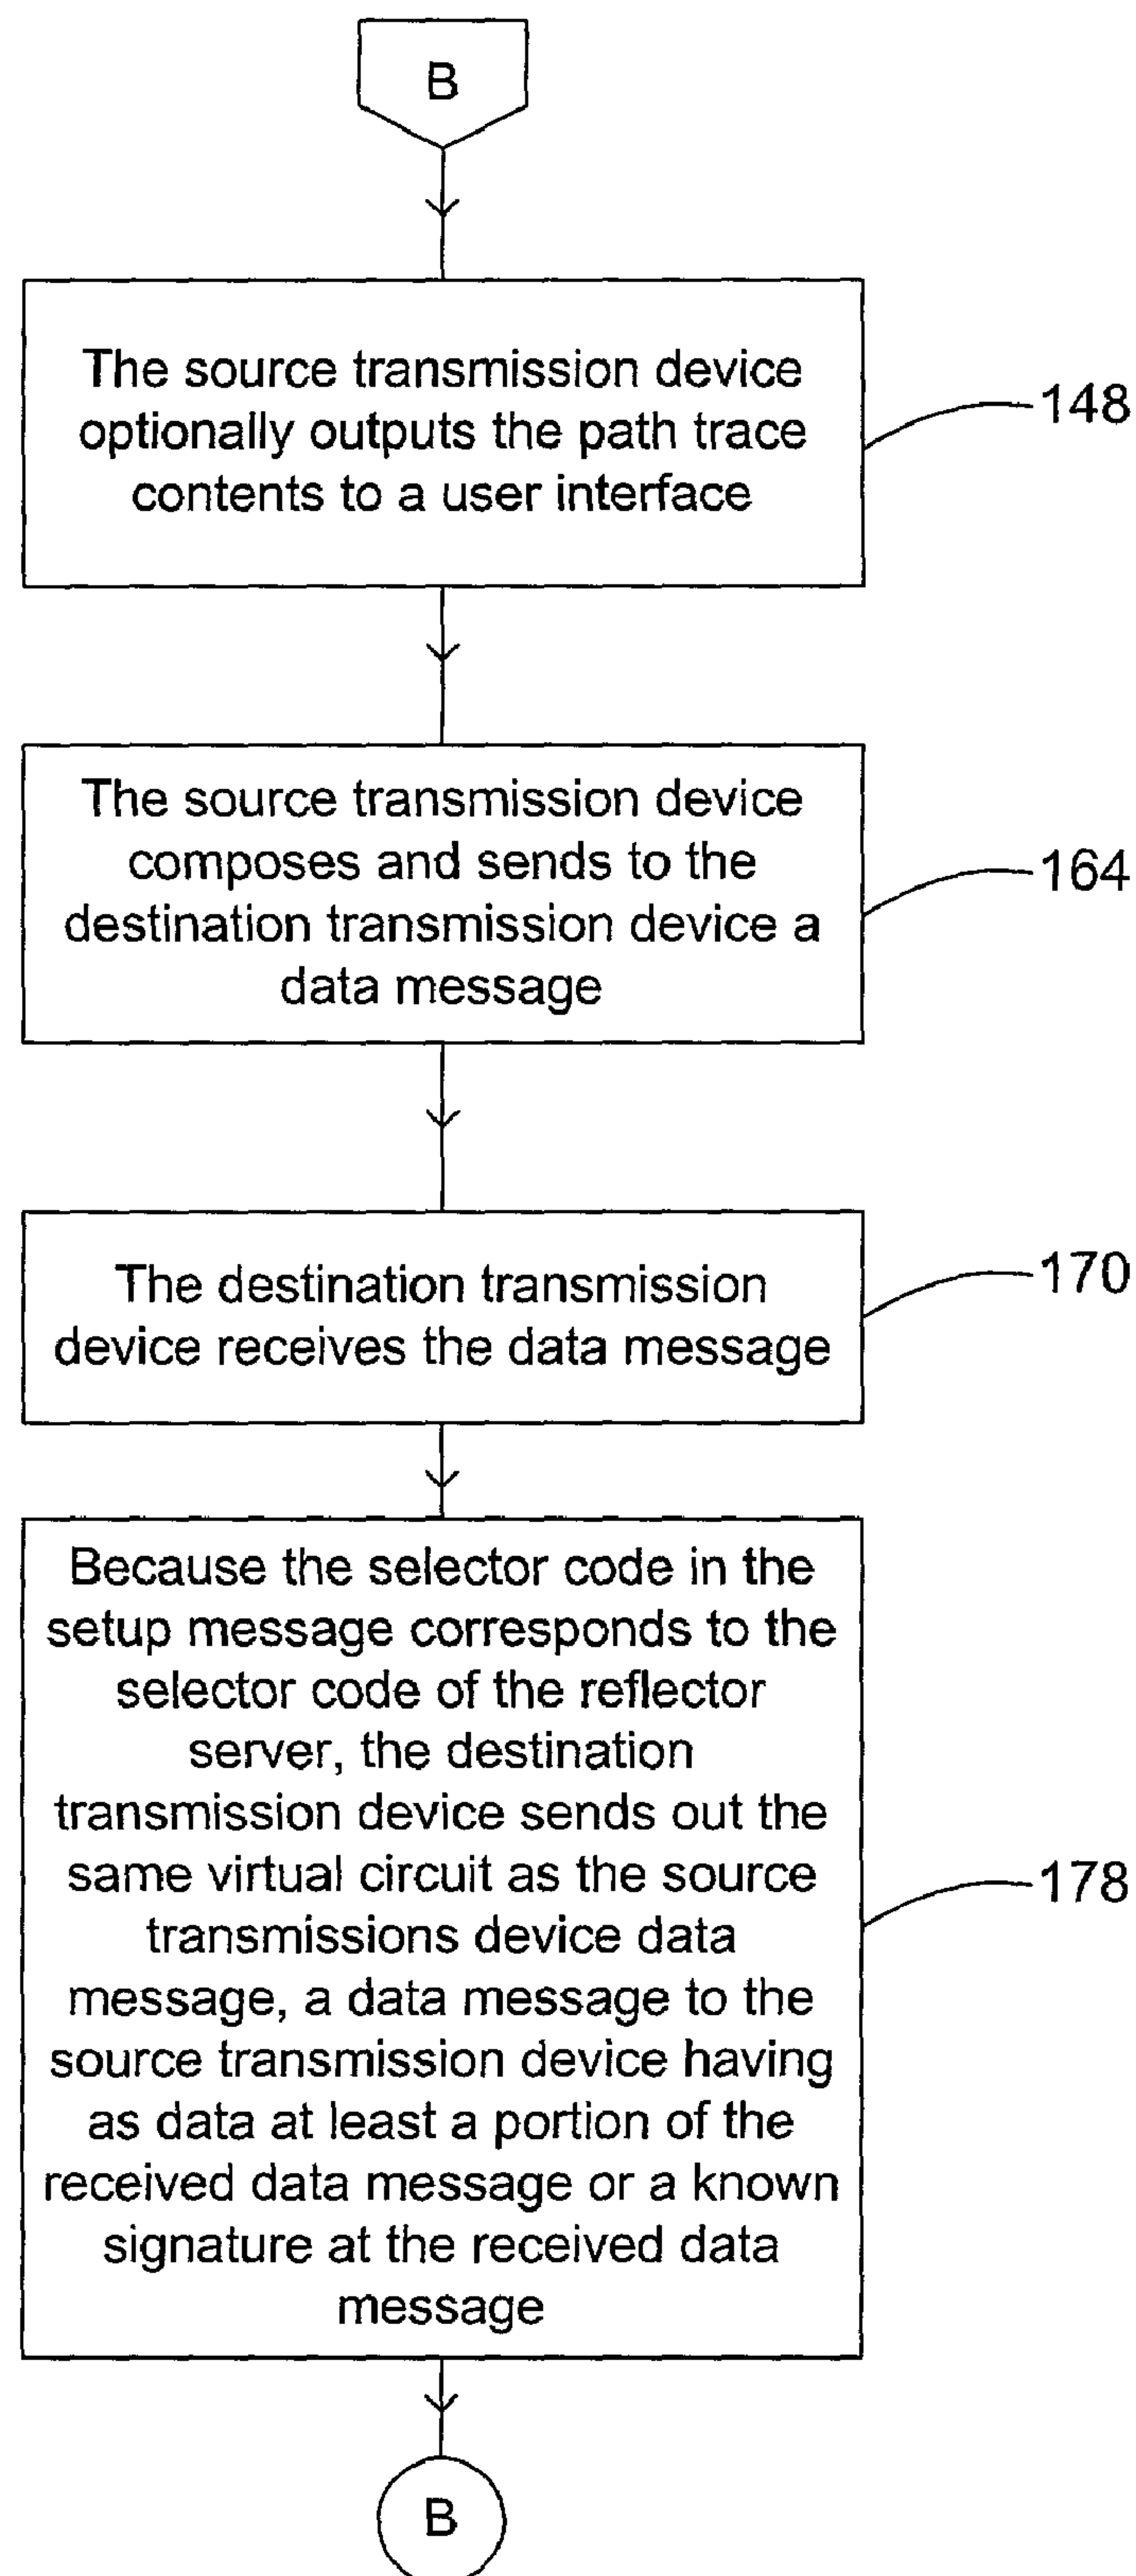 B
The source transmission device
optionally outputs the path trace
contents to a user interface
148
The source transmission device
composes and sends to the
destination transmission device a
data message
164
The destination transmission
device receives the data message
170
Because the selector code in the
setup message corresponds to the
selector code of the reflector
server, the destination
transmission device sends out the
same virtual circuit as the source
transmissions device data
message, a data message to the
source transmission device having
as data at least a portion of the
received data message or a known
signature at the received data
message
178
B